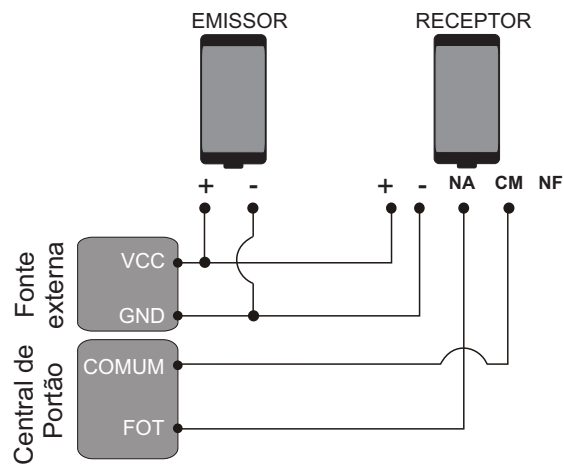 EMISSOR
RECEPTOR
+ -
+ - NA CM NF
Fonte
externa
VCC
GND
Central de
Portão
COMUM
FOT